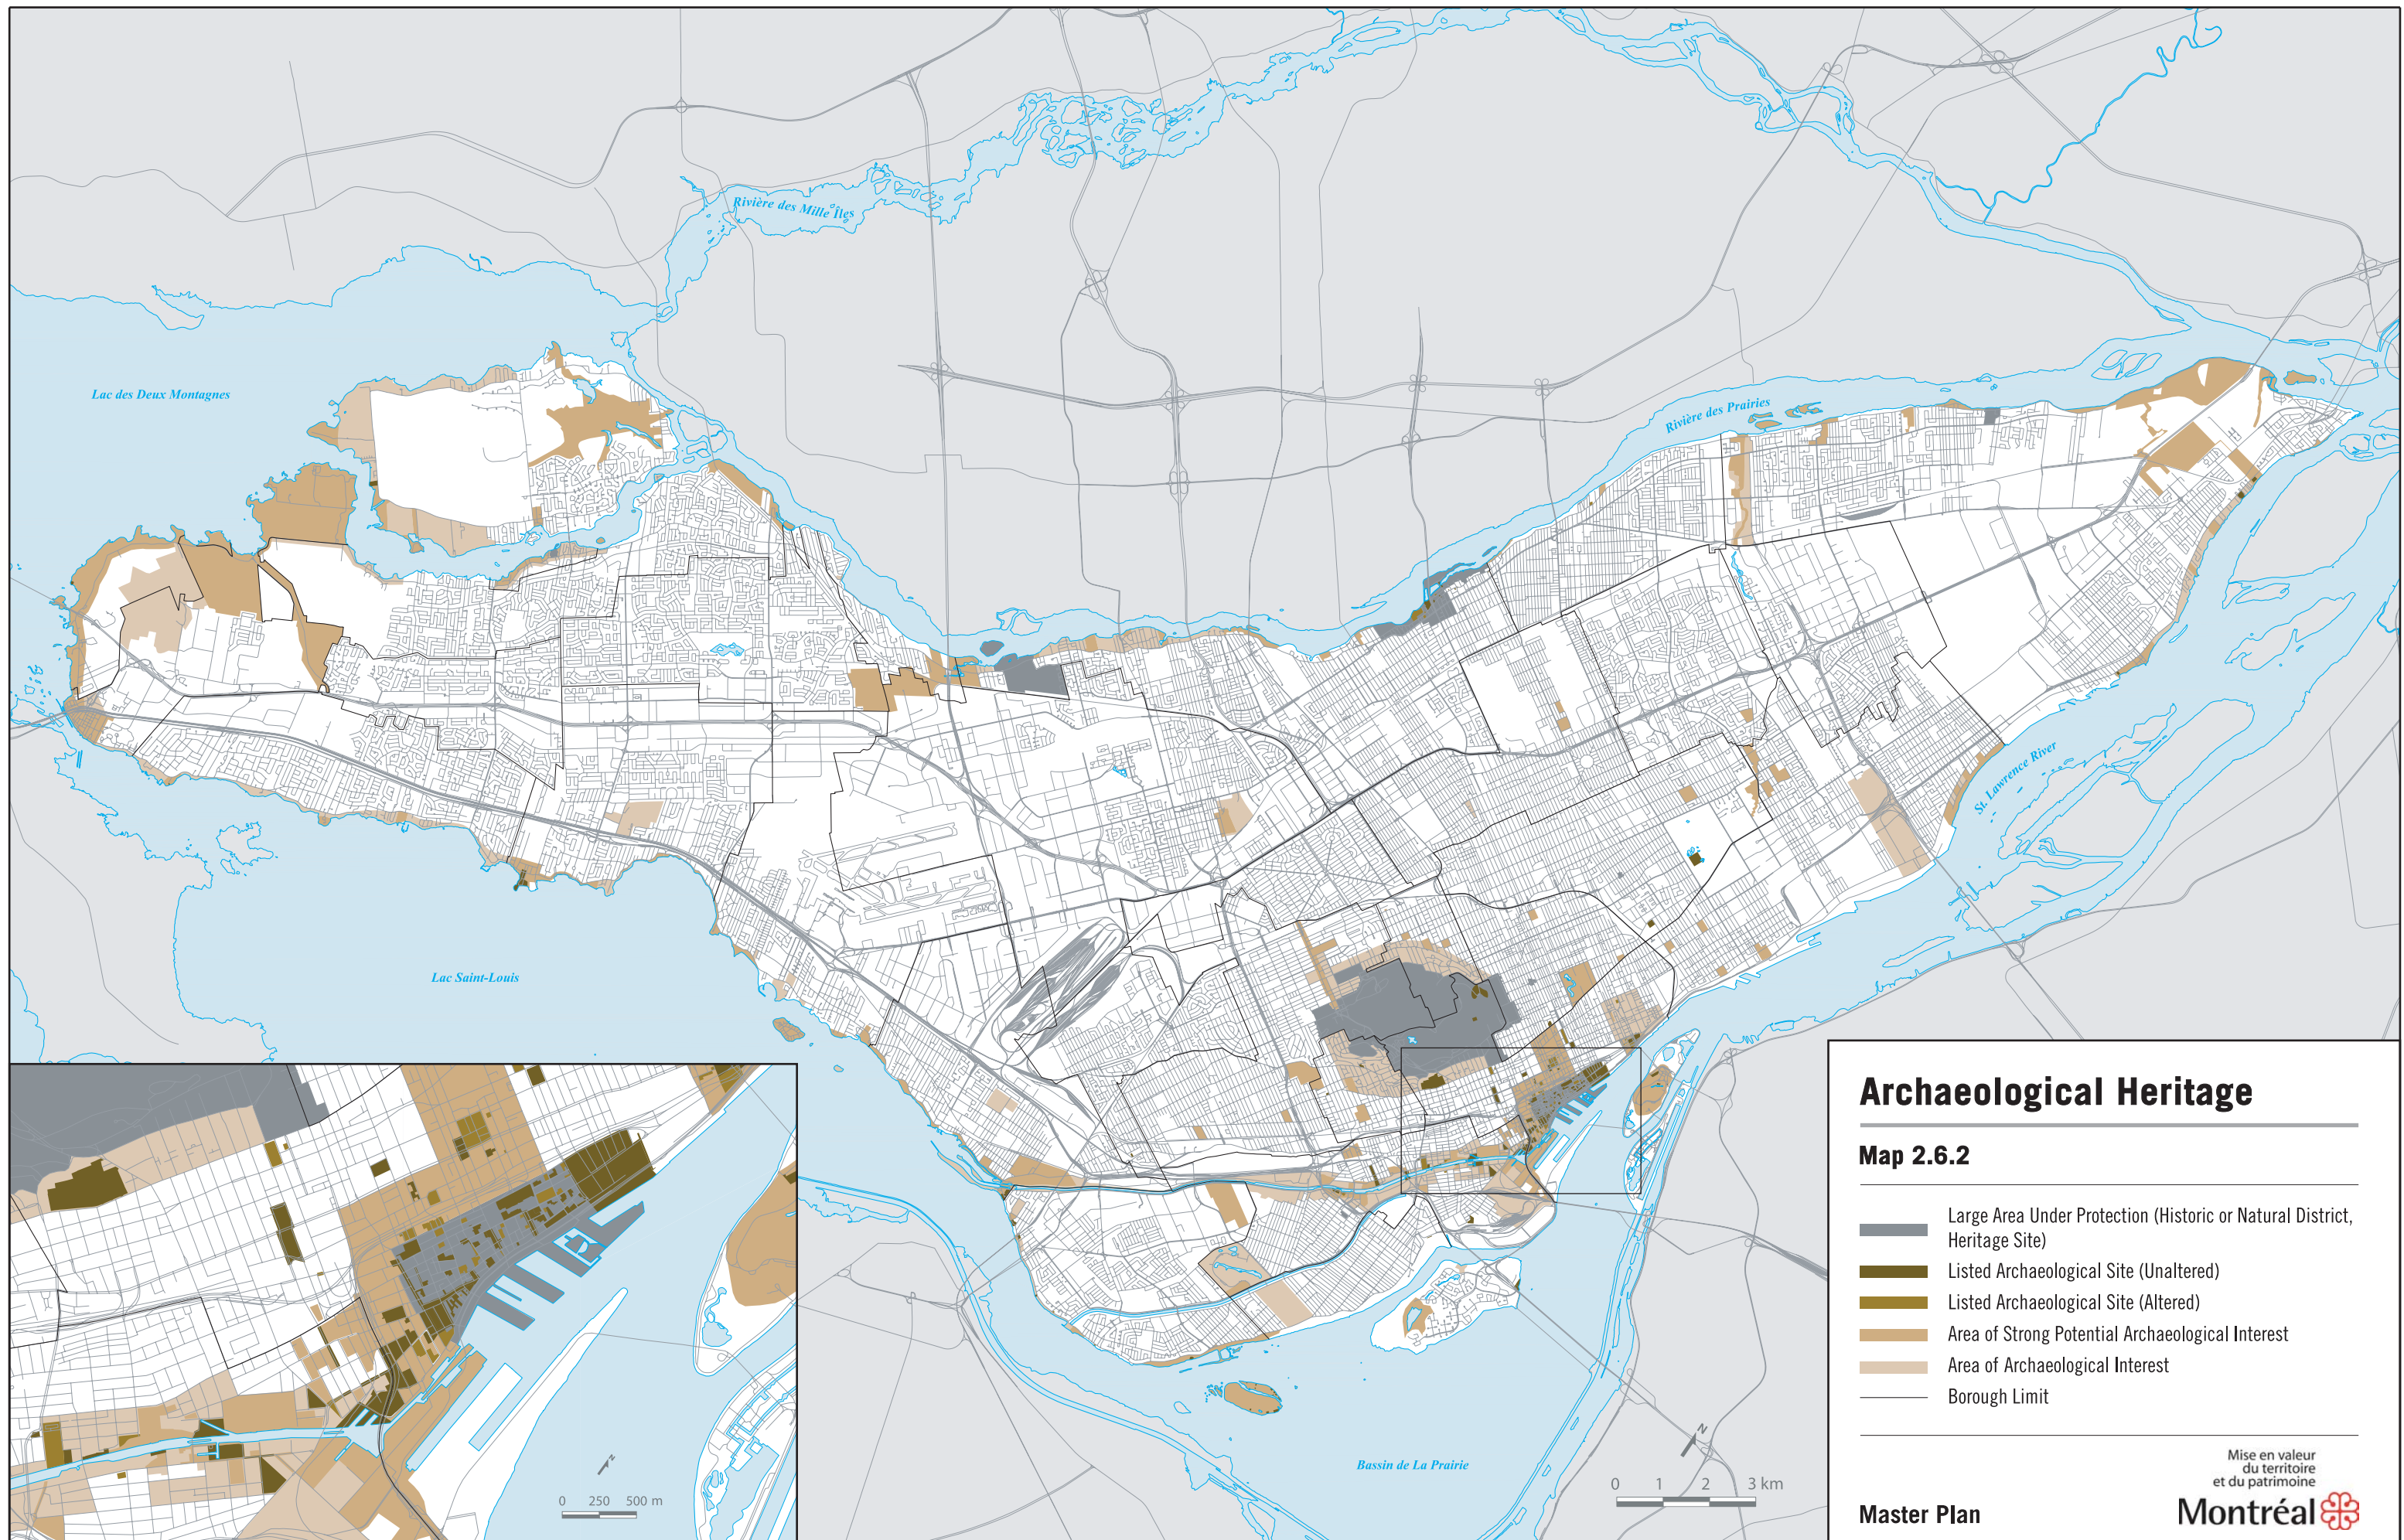 Rivière des Mille Îles
Lac des Deux Montagnes
Rivière des Prairies
St. Lawrence River
Lac Saint-Louis
Bassin de La Prairie
N
0 250 500 m
N
0 1 2 3 km
Archaeological Heritage
Map 2.6.2
Large Area Under Protection (Historic or Natural District,
Heritage Site)
Listed Archaeological Site (Unaltered)
Listed Archaeological Site (Altered)
Area of Strong Potential Archaeological Interest
Area of Archaeological Interest
Borough Limit
Mise en valeur
du territoire
et du patrimoine
Master Plan
Montréal